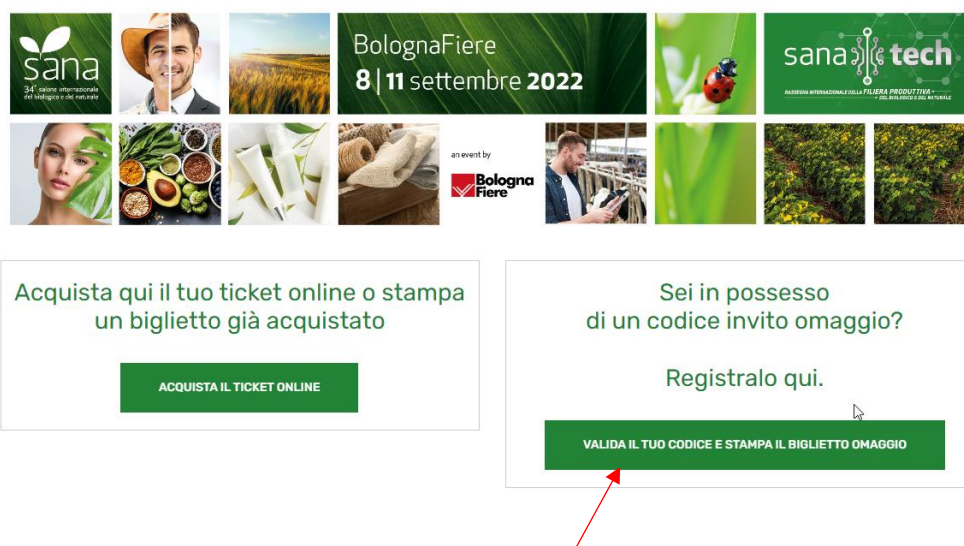 sana
34° salone internazionale
del biologico e del naturale
BolognaFiere
8 | 11 settembre 2022
sana tech
RASSEGNA INTERNAZIONALE DELLA FILIERA PRODUTTIVA
DEL BIOLOGICO E DEL NATURALE
an event by
Bologna
Fiere
Acquista qui il tuo ticket online o stampa
un biglietto già acquistato
ACQUISTA IL TICKET ONLINE
Sei in possesso
di un codice invito omaggio?
Registralo qui.
VALIDA IL TUO CODICE E STAMPA IL BIGLIETTO OMAGGIO